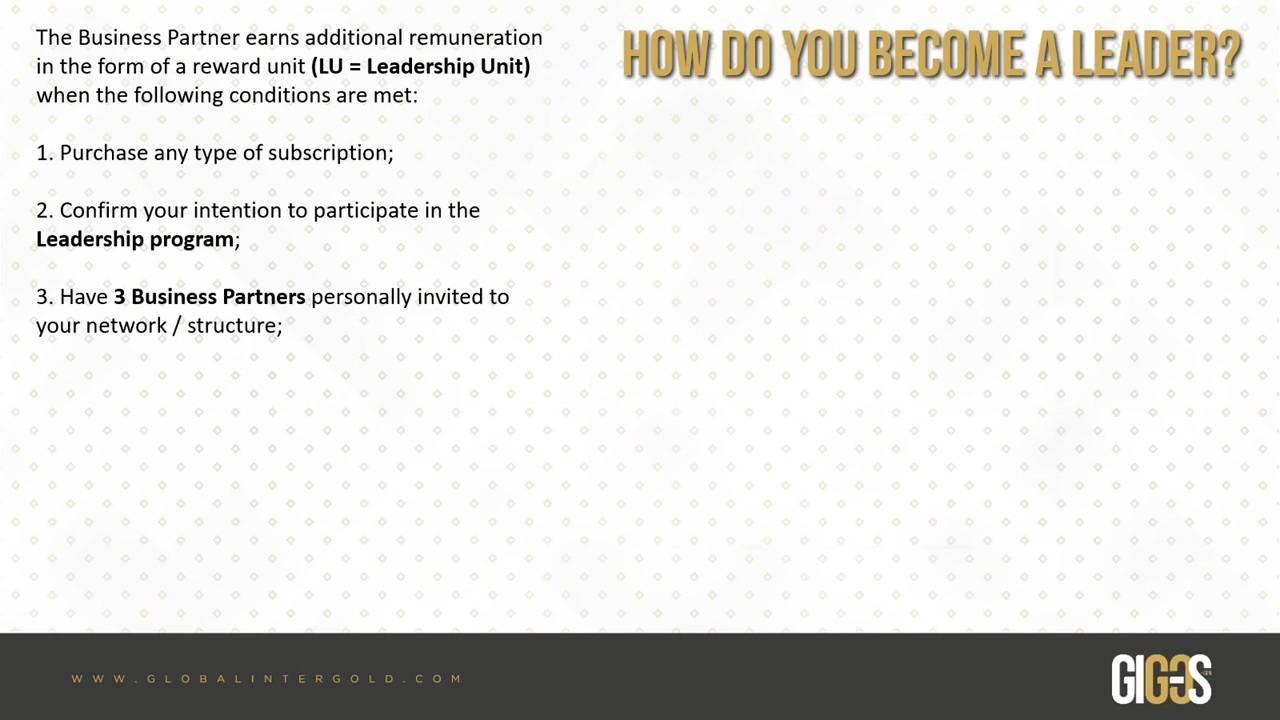 The Business Partner earns additional remuneration
in the form of a reward unit (LU = Leadership Unit)
when the following conditions are met:
1. Purchase any type of subscription;
2. Confirm your intention to participate in the
Leadership program;
3. Have 3 Business Partners personally invited to
your network / structure;
HOW DO YOU BECOME A LEADER?
WWW.GLOBALINTERGOLD.COM